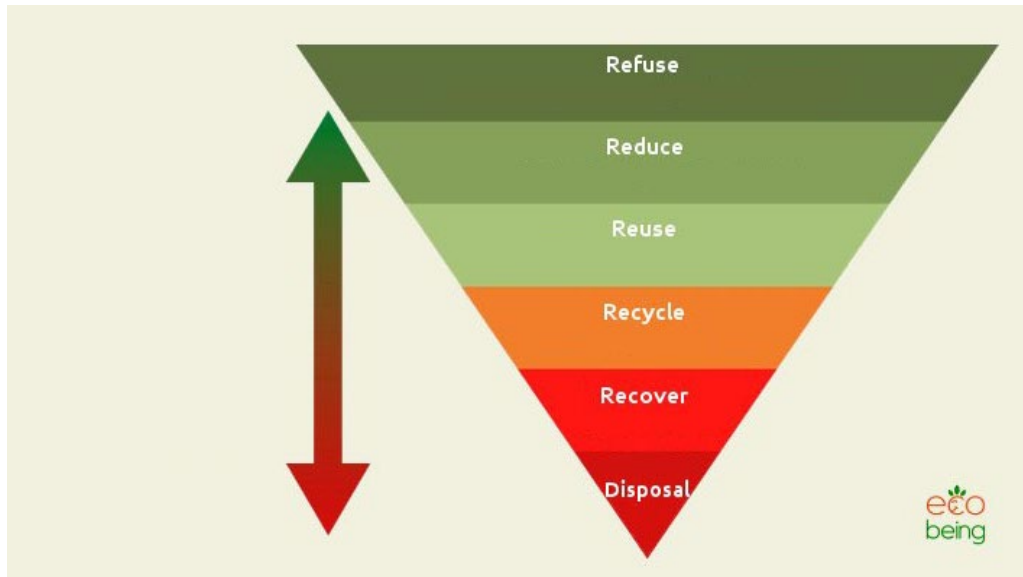 Refuse
Reduce
Reuse
Recycle
Recover
Disposal
eco
being